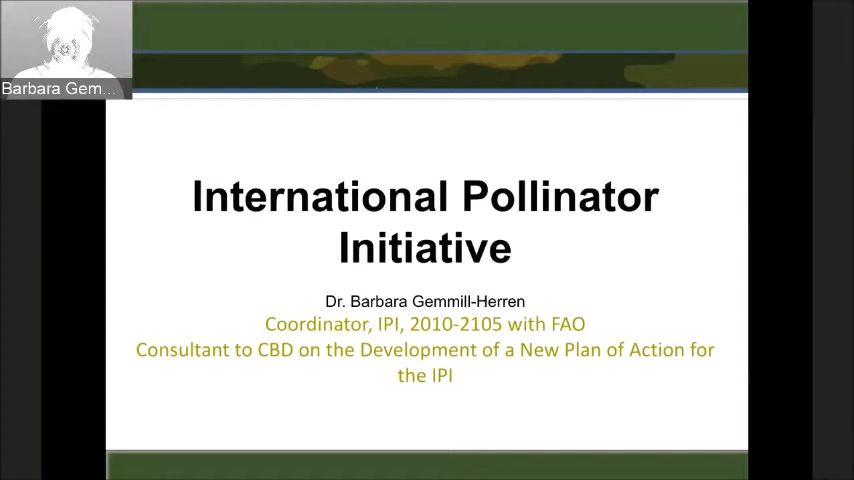 Barbara Gem...
International Pollinator
Initiative
Dr. Barbara Gemmill-Herren
Coordinator, IPI, 2010-2105 with FAO
Consultant to CBD on the Development of a New Plan of Action for
the IPI